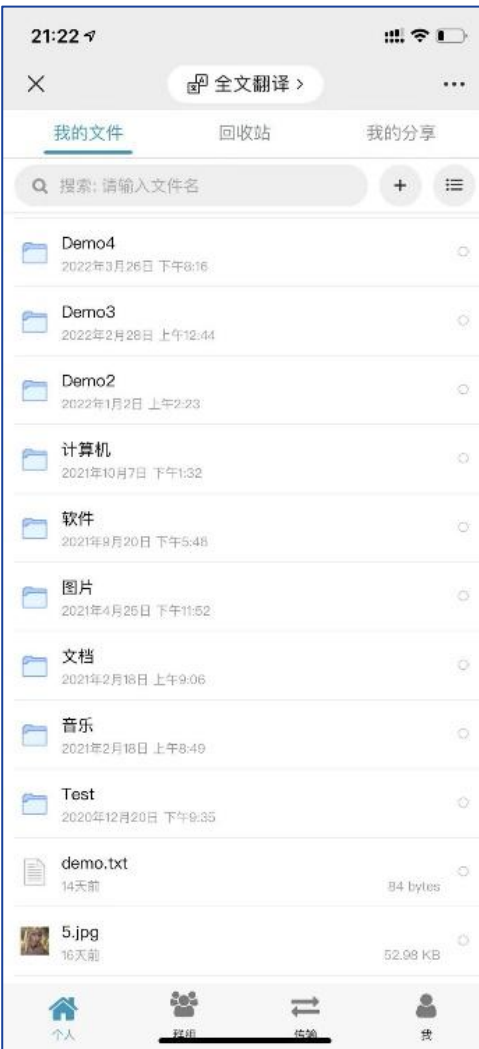 21:22
全文翻译 >
我的文件 回收站 我的分享
搜索: 请输入文件名
Demo4
2022年3月26日 下午8:16
Demo3
2022年2月28日 上午12:44
Demo2
2022年1月2日 上午2:23
计算机
2021年10月7日 下午1:32
软件
2021年9月20日 下午5:46
图片
2021年4月25日 下午11:52
文档
2021年2月18日 上午9:06
音乐
2021年2月18日 上午8:49
Test
2020年12月20日 下午9:35
demo.txt
14天前 84 bytes
5.jpg
16天前 52.98 KB
个人 群组 传输 我